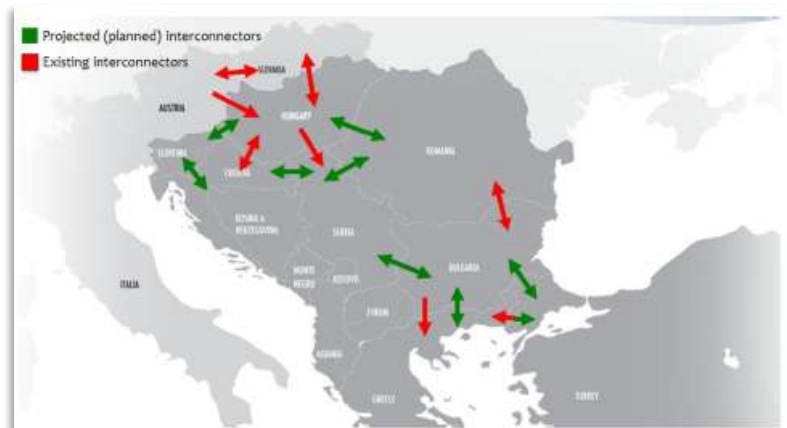 Projected (planned) interconnectors
Existing interconnectors
SLOVAKIA
AUSTRIA
HUNGARY
SLOVENIA
ROMANIA
CROATIA
BOSNIA &
HERZEGOVINA
SERBIA
BULGARIA
MONTE
NEGRO
KOSOVO
ITALIA
FYROM
ALBANIA
GREECE
TURKEY